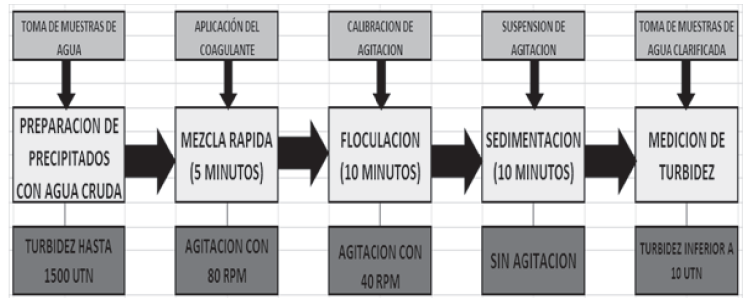 TOMA DE MUESTRAS DE
AGUA
APLICACIÓN DEL
COAGULANTE
CALIBRACION DE
AGITACION
SUSPENSION DE
AGITACION
TOMA DE MUESTRAS DE
AGUA CLARIFICADA
PREPARACION DE
PRECIPITADOS
CON AGUA CRUDA
MEZCLA RAPIDA
(5 MINUTOS)
FLOCULACION
(10 MINUTOS)
SEDIMENTACION
(10 MINUTOS)
MEDICION DE
TURBIDEZ
TURBIDEZ HASTA
1500 UTN
AGITACION CON
80 RPM
AGITACION CON
40 RPM
SIN AGITACION
TURBIDEZ INFERIOR A
10 UTN